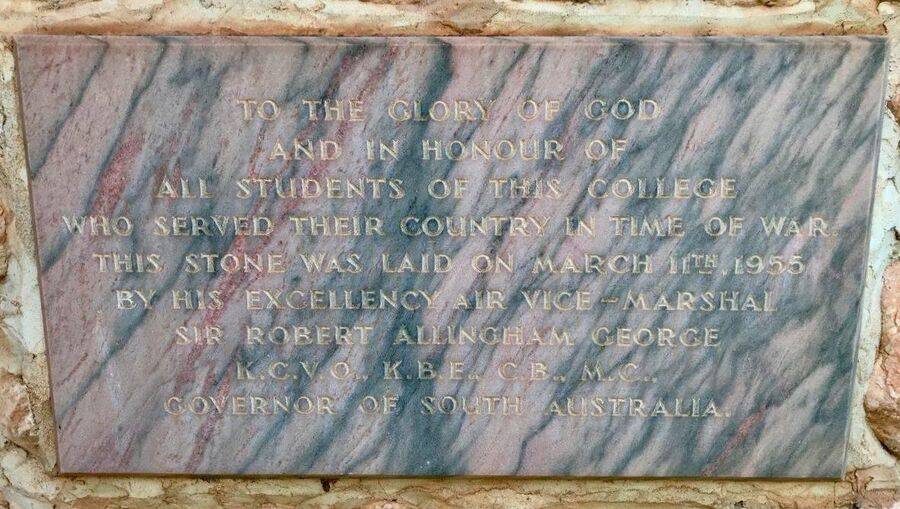 TO THE GLORY OF GOD
AND IN HONOUR OF
ALL STUDENTS OF THIS COLLEGE
WHO SERVED THEIR COUNTRY IN TIME OF WAR.
THIS STONE WAS LAID ON MARCH 11TH, 1955
BY HIS EXCELLENCY AIR VICE-MARSHAL
SIR ROBERT ALLINGHAM GEORGE
K.C.V.O., K.B.E., C.B., M.C.,
GOVERNOR OF SOUTH AUSTRALIA.